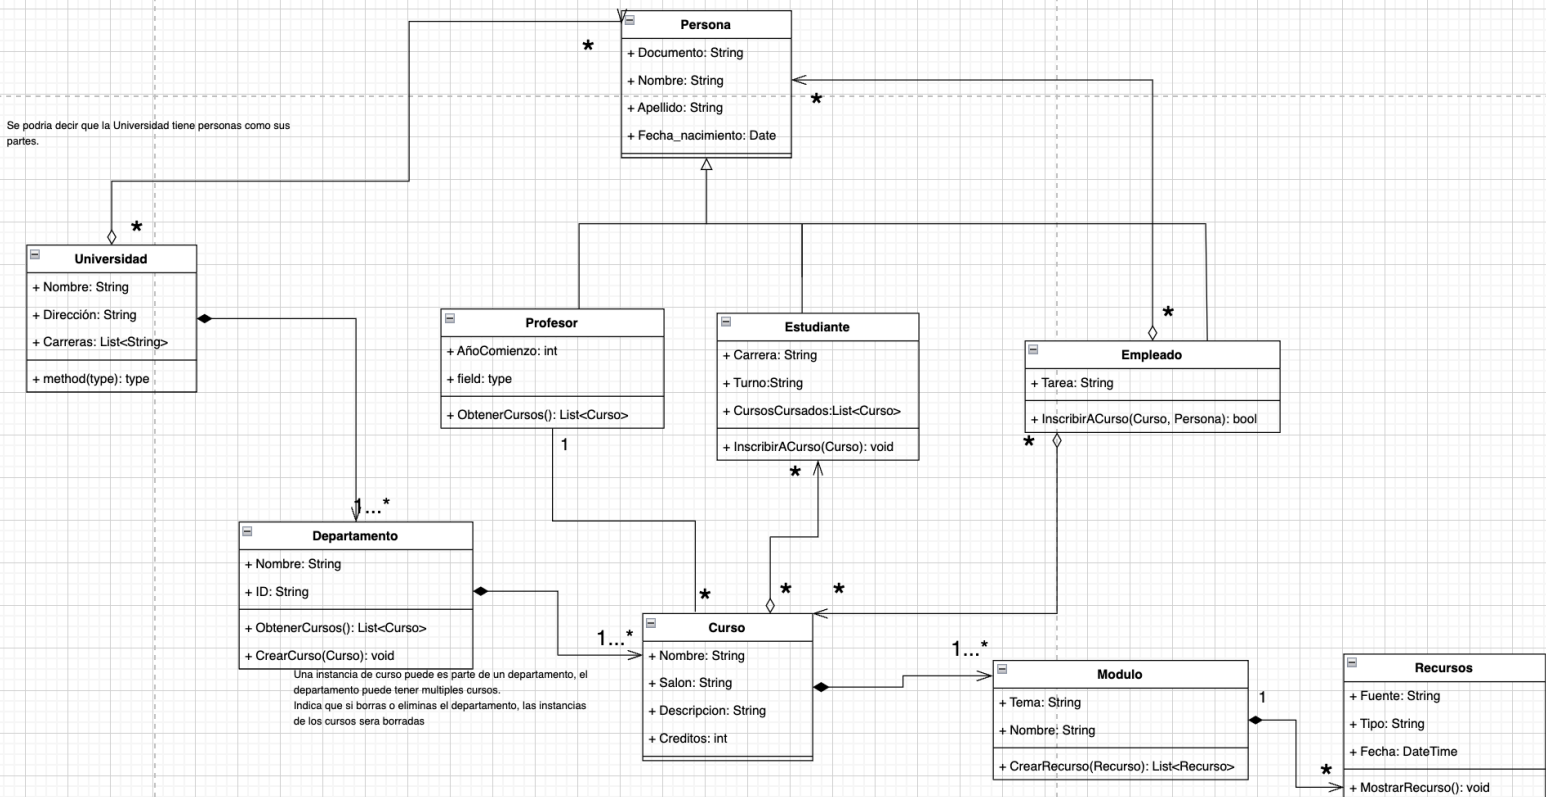 Persona
+ Documento: String
+ Nombre: String
+ Apellido: String
+ Fecha_nacimiento: Date
*
*
Se podria decir que la Universidad tiene personas como sus
partes.
*
Universidad
+ Nombre: String
+ Dirección: String
+ Carreras: List<String>
+ method(type): type
Profesor
+ AñoComienzo: int
+ field: type
+ ObtenerCursos(): List<Curso>
1
Estudiante
+ Carrera: String
+ Turno:String
+ CursosCursados:List<Curso>
+ InscribirACurso(Curso): void
*
*
Empleado
+ Tarea: String
+ InscribirACurso(Curso, Persona): bool
*
1...*
Departamento
+ Nombre: String
+ ID: String
+ ObtenerCursos(): List<Curso>
+ CrearCurso(Curso): void
Una instancia de curso puede es parte de un departamento, el
departamento puede tener multiples cursos.
Indica que si borras o eliminas el departamento, las instancias
de los cursos sera borradas
*
*
*
1...*
Curso
+ Nombre: String
+ Salon: String
+ Descripcion: String
+ Creditos: int
1...*
Modulo
+ Tema: String
+ Nombre: String
+ CrearRecurso(Recurso): List<Recurso>
1
*
Recursos
+ Fuente: String
+ Tipo: String
+ Fecha: DateTime
+ MostrarRecurso(): void